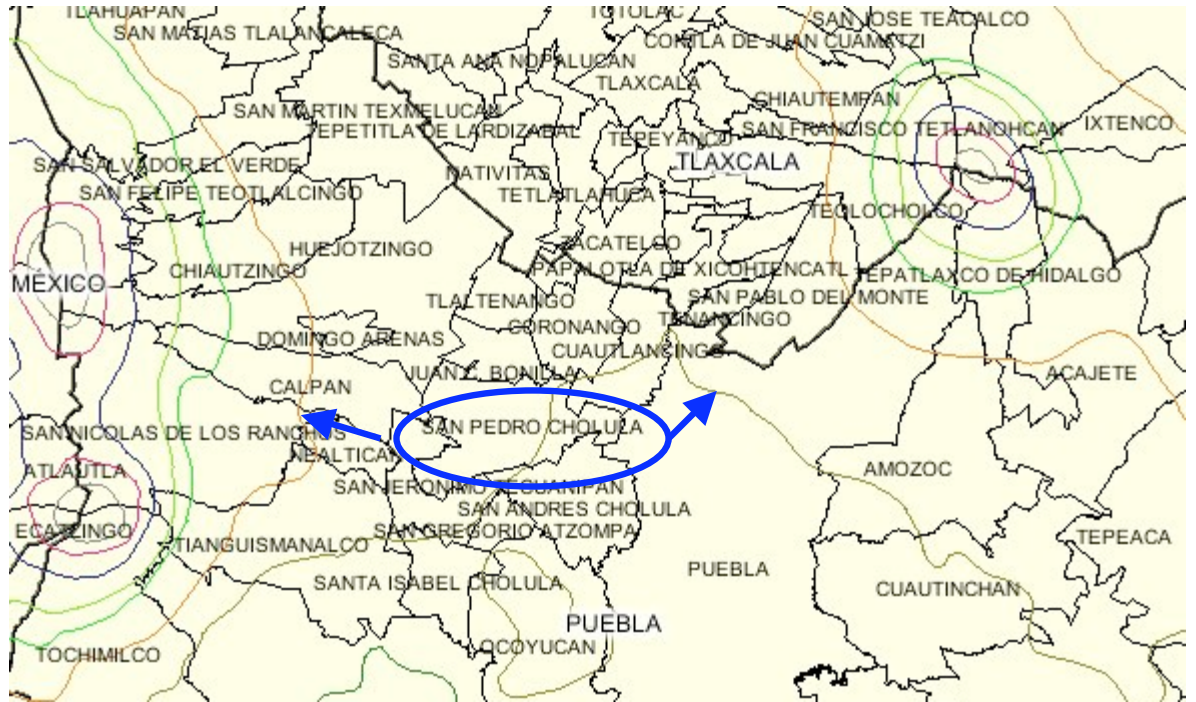 TLAHUAPAN
TOTOLAC
SAN JOSE TEACALCO
SAN MATIAS TLALANCALECA
CONTLA DE JUAN CUAMATZI
SANTA ANA NOPALUCAN
TLAXCALA
CHIAUTEMPAN
SAN MARTIN TEXMELUCAN
TEPETITLA DE LARDIZABAL
TEPEYANCO
SAN FRANCISCO TETLANOHCAN
IXTENCO
SAN SALVADOR EL VERDE
NATIVITAS
TLAXCALA
SAN FELIPE TEOTLALCINGO
TETLATLAHUCA
TEOLOCHOLCO
HUEJOTZINGO
ZACATELCO
CHIAUTZINGO
PAPALOTLA DE XICOHTENCATL
TEPATLAXCO DE HIDALGO
MÉXICO
TLALTENANGO
SAN PABLO DEL MONTE
CORONANGO
TENANCINGO
DOMINGO ARENAS
CUAUTLANCINGO
JUAN C. BONILLA
ACAJETE
CALPAN
SAN PEDRO CHOLULA
SAN NICOLAS DE LOS RANCHOS
NEALTICAN
ATLAUTLA
AMOZOC
SAN JERONIMO TECUANIPAN
SAN ANDRES CHOLULA
ECATZINGO
SAN GREGORIO ATZOMPA
TEPEACA
TIANGUISMANALCO
PUEBLA
SANTA ISABEL CHOLULA
CUAUTINCHAN
PUEBLA
OCOYUCAN
TOCHIMILCO